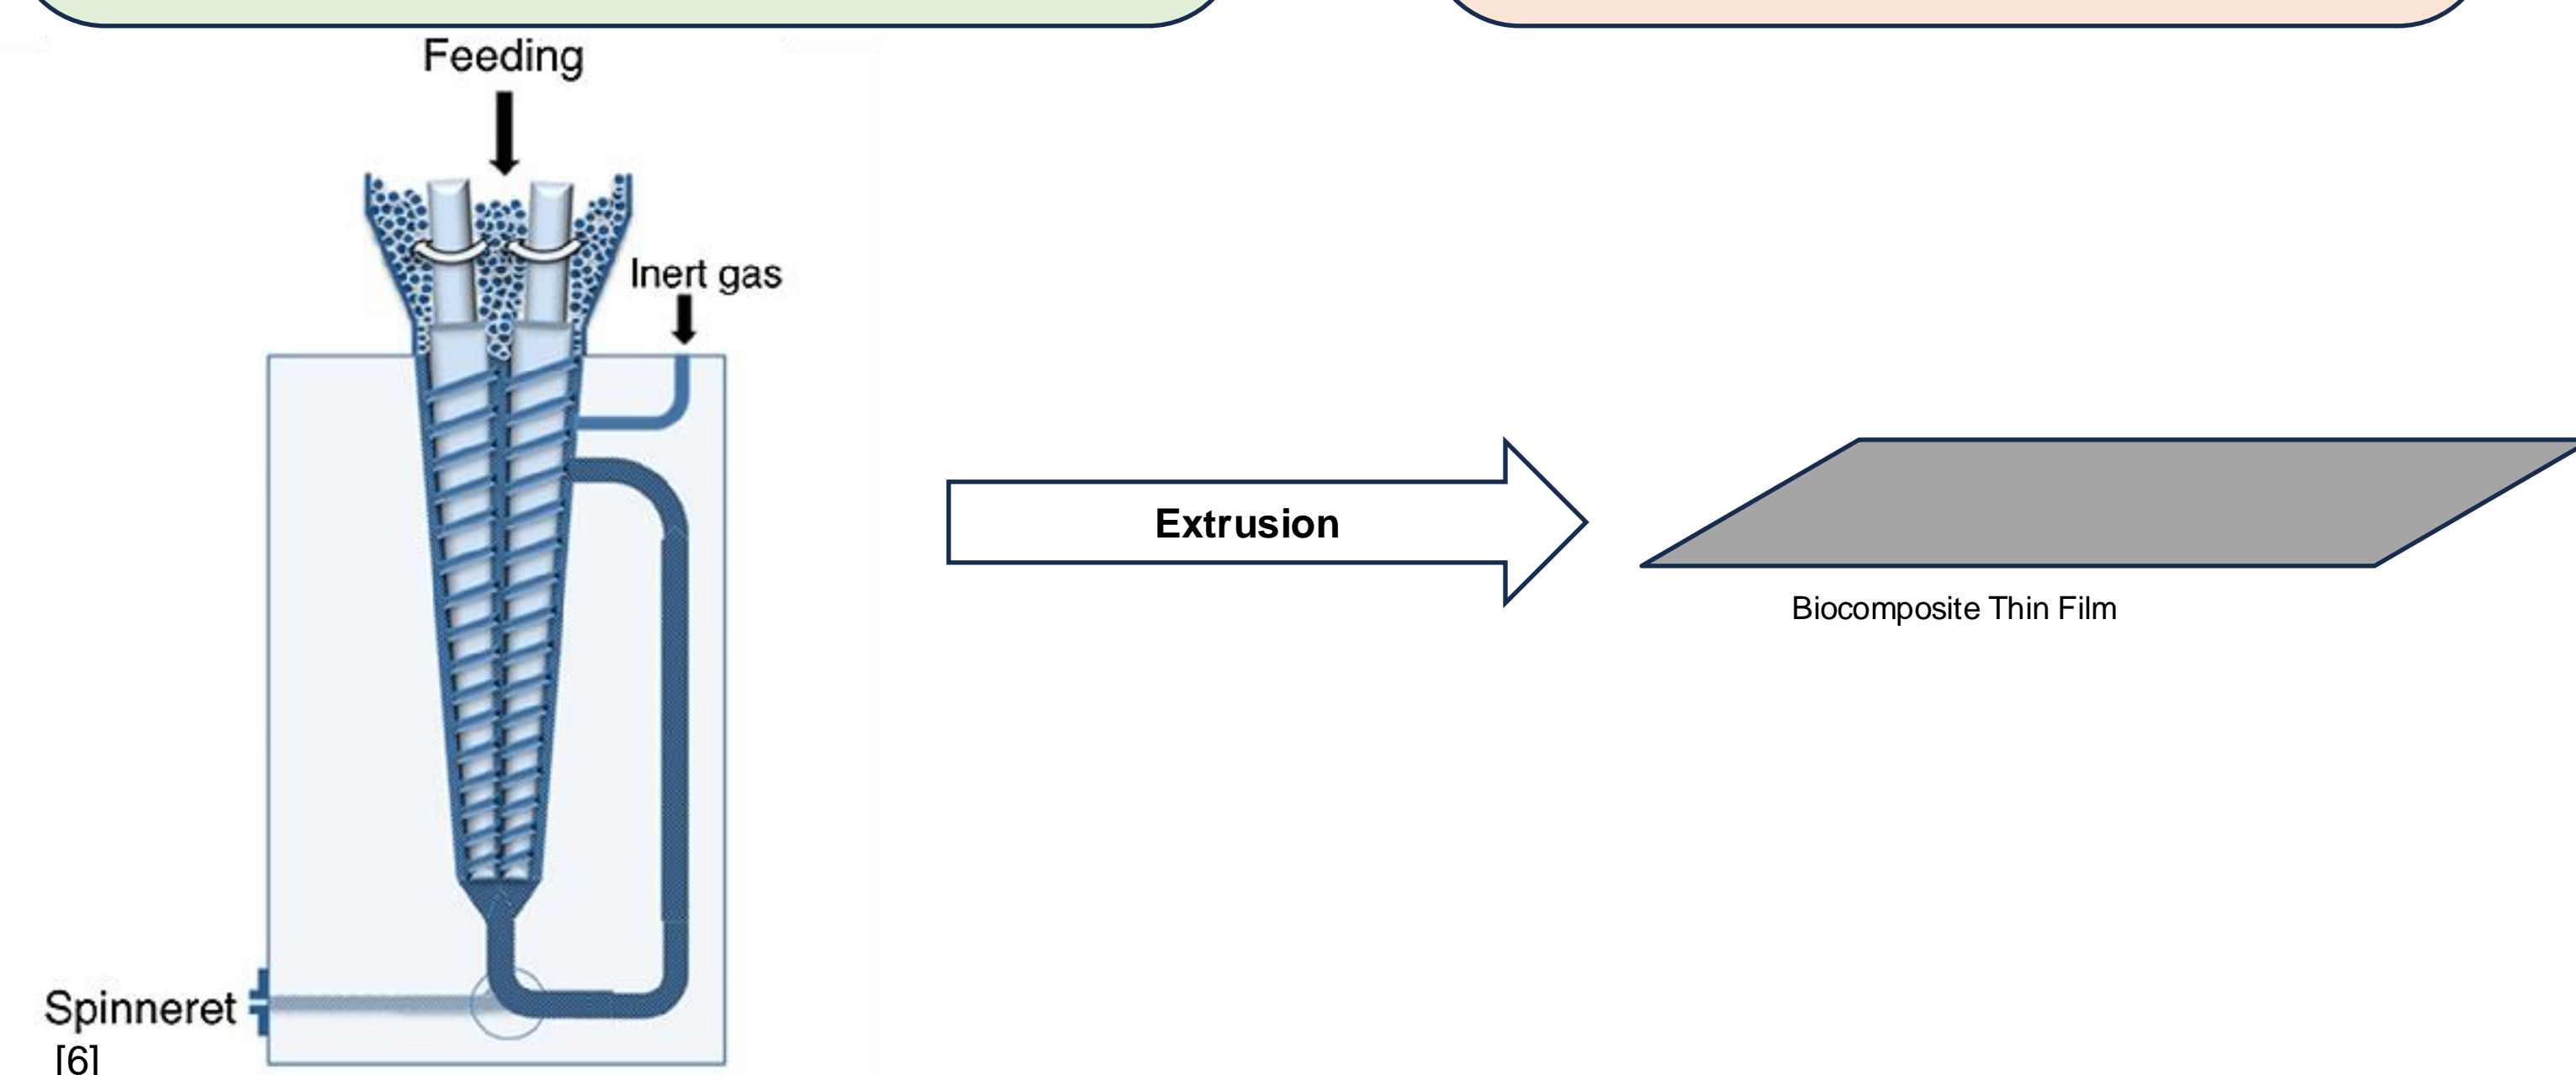 Feeding
Inert gas
Extrusion
Biocomposite Thin Film
Spinneret
[6]